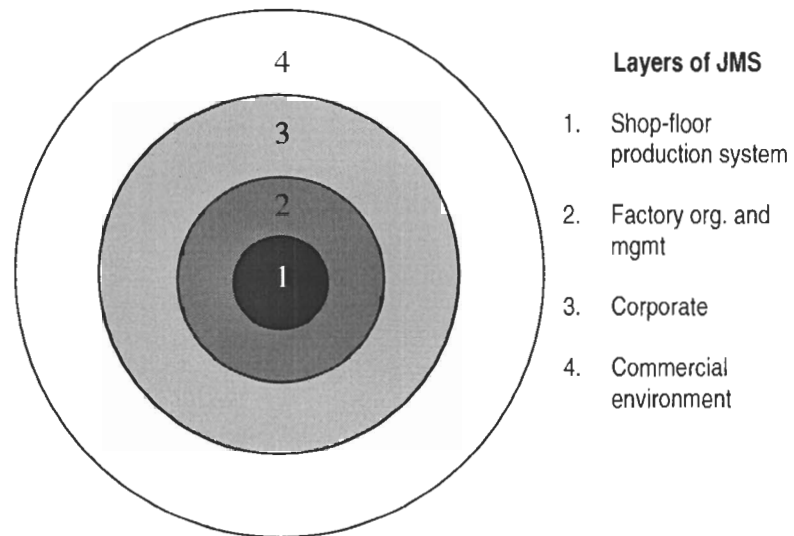 4
3
2
1
Layers of JMS
1. Shop-floor
production system
2. Factory org. and
mgmt
3. Corporate
4. Commercial
environment